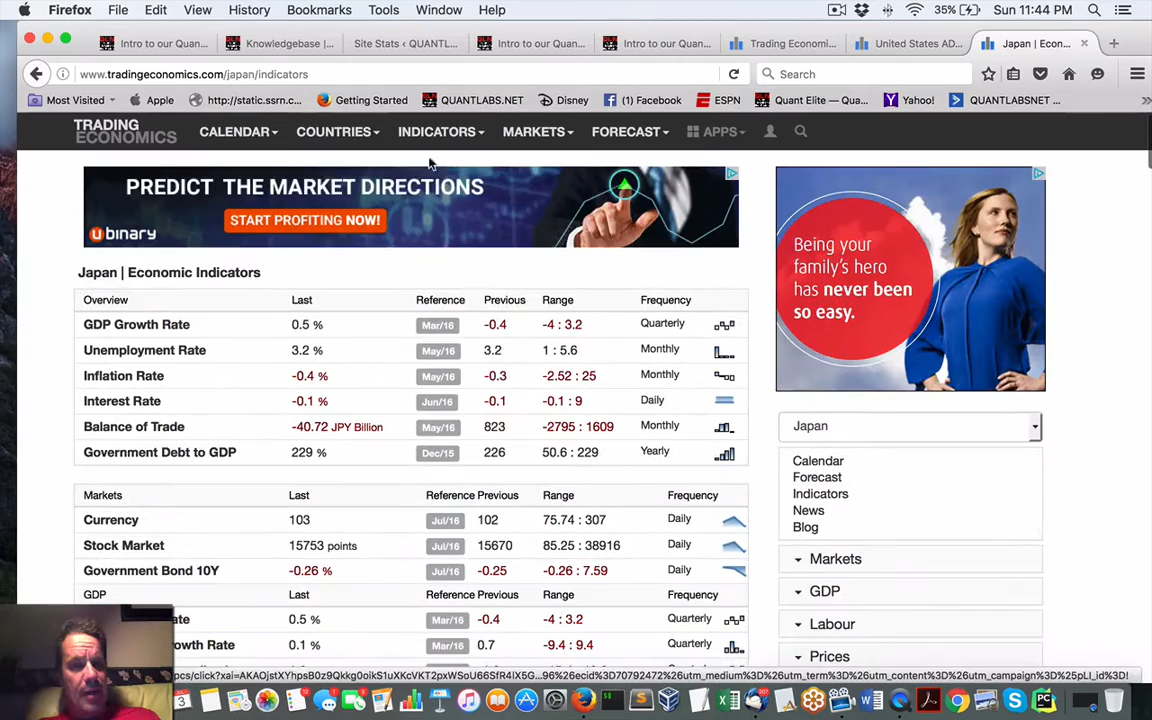 Firefox File Edit View History Bookmarks Tools Window Help 35% Sun 11:44 PM
Intro to our Quan... Knowledgebase |... Site Stats ‹ QUANTL... Intro to our Quan... Intro to our Quan... Trading Economi... United States AD... Japan | Econ...
www.tradingeconomics.com/japan/indicators Search
Most Visited Apple http://static.ssrn.c... Getting Started QUANTLABS.NET Disney (1) Facebook ESPN Quant Elite — Qua... Yahoo! QUANTLABSNET ...
TRADING ECONOMICS CALENDAR COUNTRIES INDICATORS MARKETS FORECAST APPS
PREDICT THE MARKET DIRECTIONS
START PROFITING NOW!
ubinary
Being your
family's hero
has never been
so easy.
Japan | Economic Indicators
Overview Last Reference Previous Range Frequency
GDP Growth Rate 0.5 % Mar/16 -0.4 -4 : 3.2 Quarterly
Unemployment Rate 3.2 % May/16 3.2 1 : 5.6 Monthly
Inflation Rate -0.4 % May/16 -0.3 -2.52 : 25 Monthly
Interest Rate -0.1 % Jun/16 -0.1 -0.1 : 9 Daily
Balance of Trade -40.72 JPY Billion May/16 823 -2795 : 1609 Monthly
Government Debt to GDP 229 % Dec/15 226 50.6 : 229 Yearly
Markets Last Reference Previous Range Frequency
Currency 103 Jul/16 102 75.74 : 307 Daily
Stock Market 15753 points Jul/16 15670 85.25 : 38916 Daily
Government Bond 10Y -0.26 % Jul/16 -0.25 -0.26 : 7.59 Daily
GDP Last Reference Previous Range Frequency
ate 0.5 % Mar/16 -0.4 -4 : 3.2 Quarterly
owth Rate 0.1 % Mar/16 0.7 -9.4 : 9.4 Quarterly
Japan
Calendar
Forecast
Indicators
News
Blog
Markets
GDP
Labour
Prices